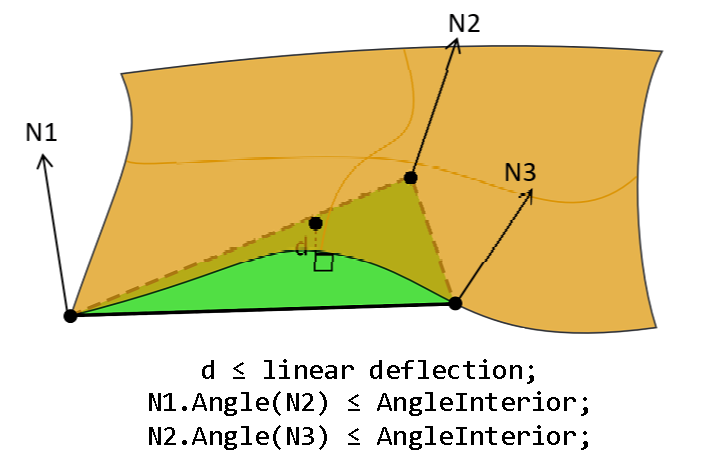 N2
N1
N3
d
d ≤ linear deflection;
N1.Angle(N2) ≤ AngleInterior;
N2.Angle(N3) ≤ AngleInterior;